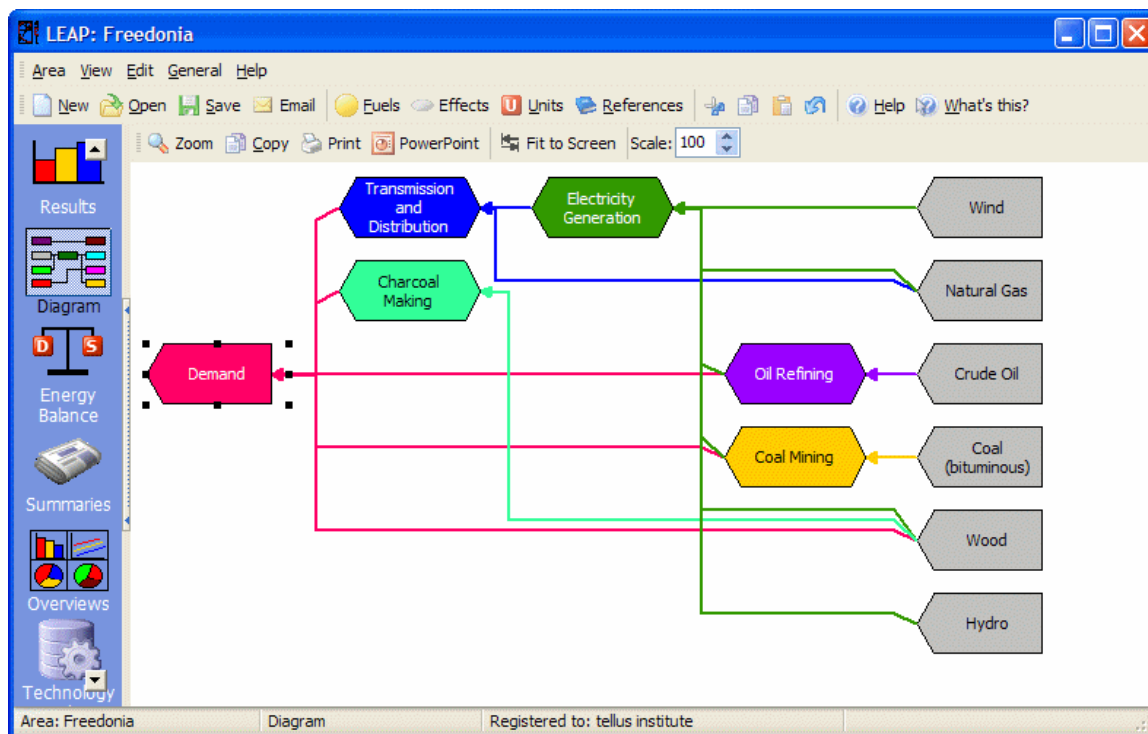 LEAP: Freedonia
Area View Edit General Help
New Open Save Email Fuels Effects U Units References Help What's this?
Zoom Copy Print PowerPoint Fit to Screen Scale: 100
Results
Diagram
D S
Energy
Balance
Summaries
Overviews
Technology
Transmission
and
Distribution
Electricity
Generation
Wind
Charcoal
Making
Natural Gas
Demand
Oil Refining
Crude Oil
Coal Mining
Coal
(bituminous)
Wood
Hydro
Area: Freedonia Diagram Registered to: tellus institute